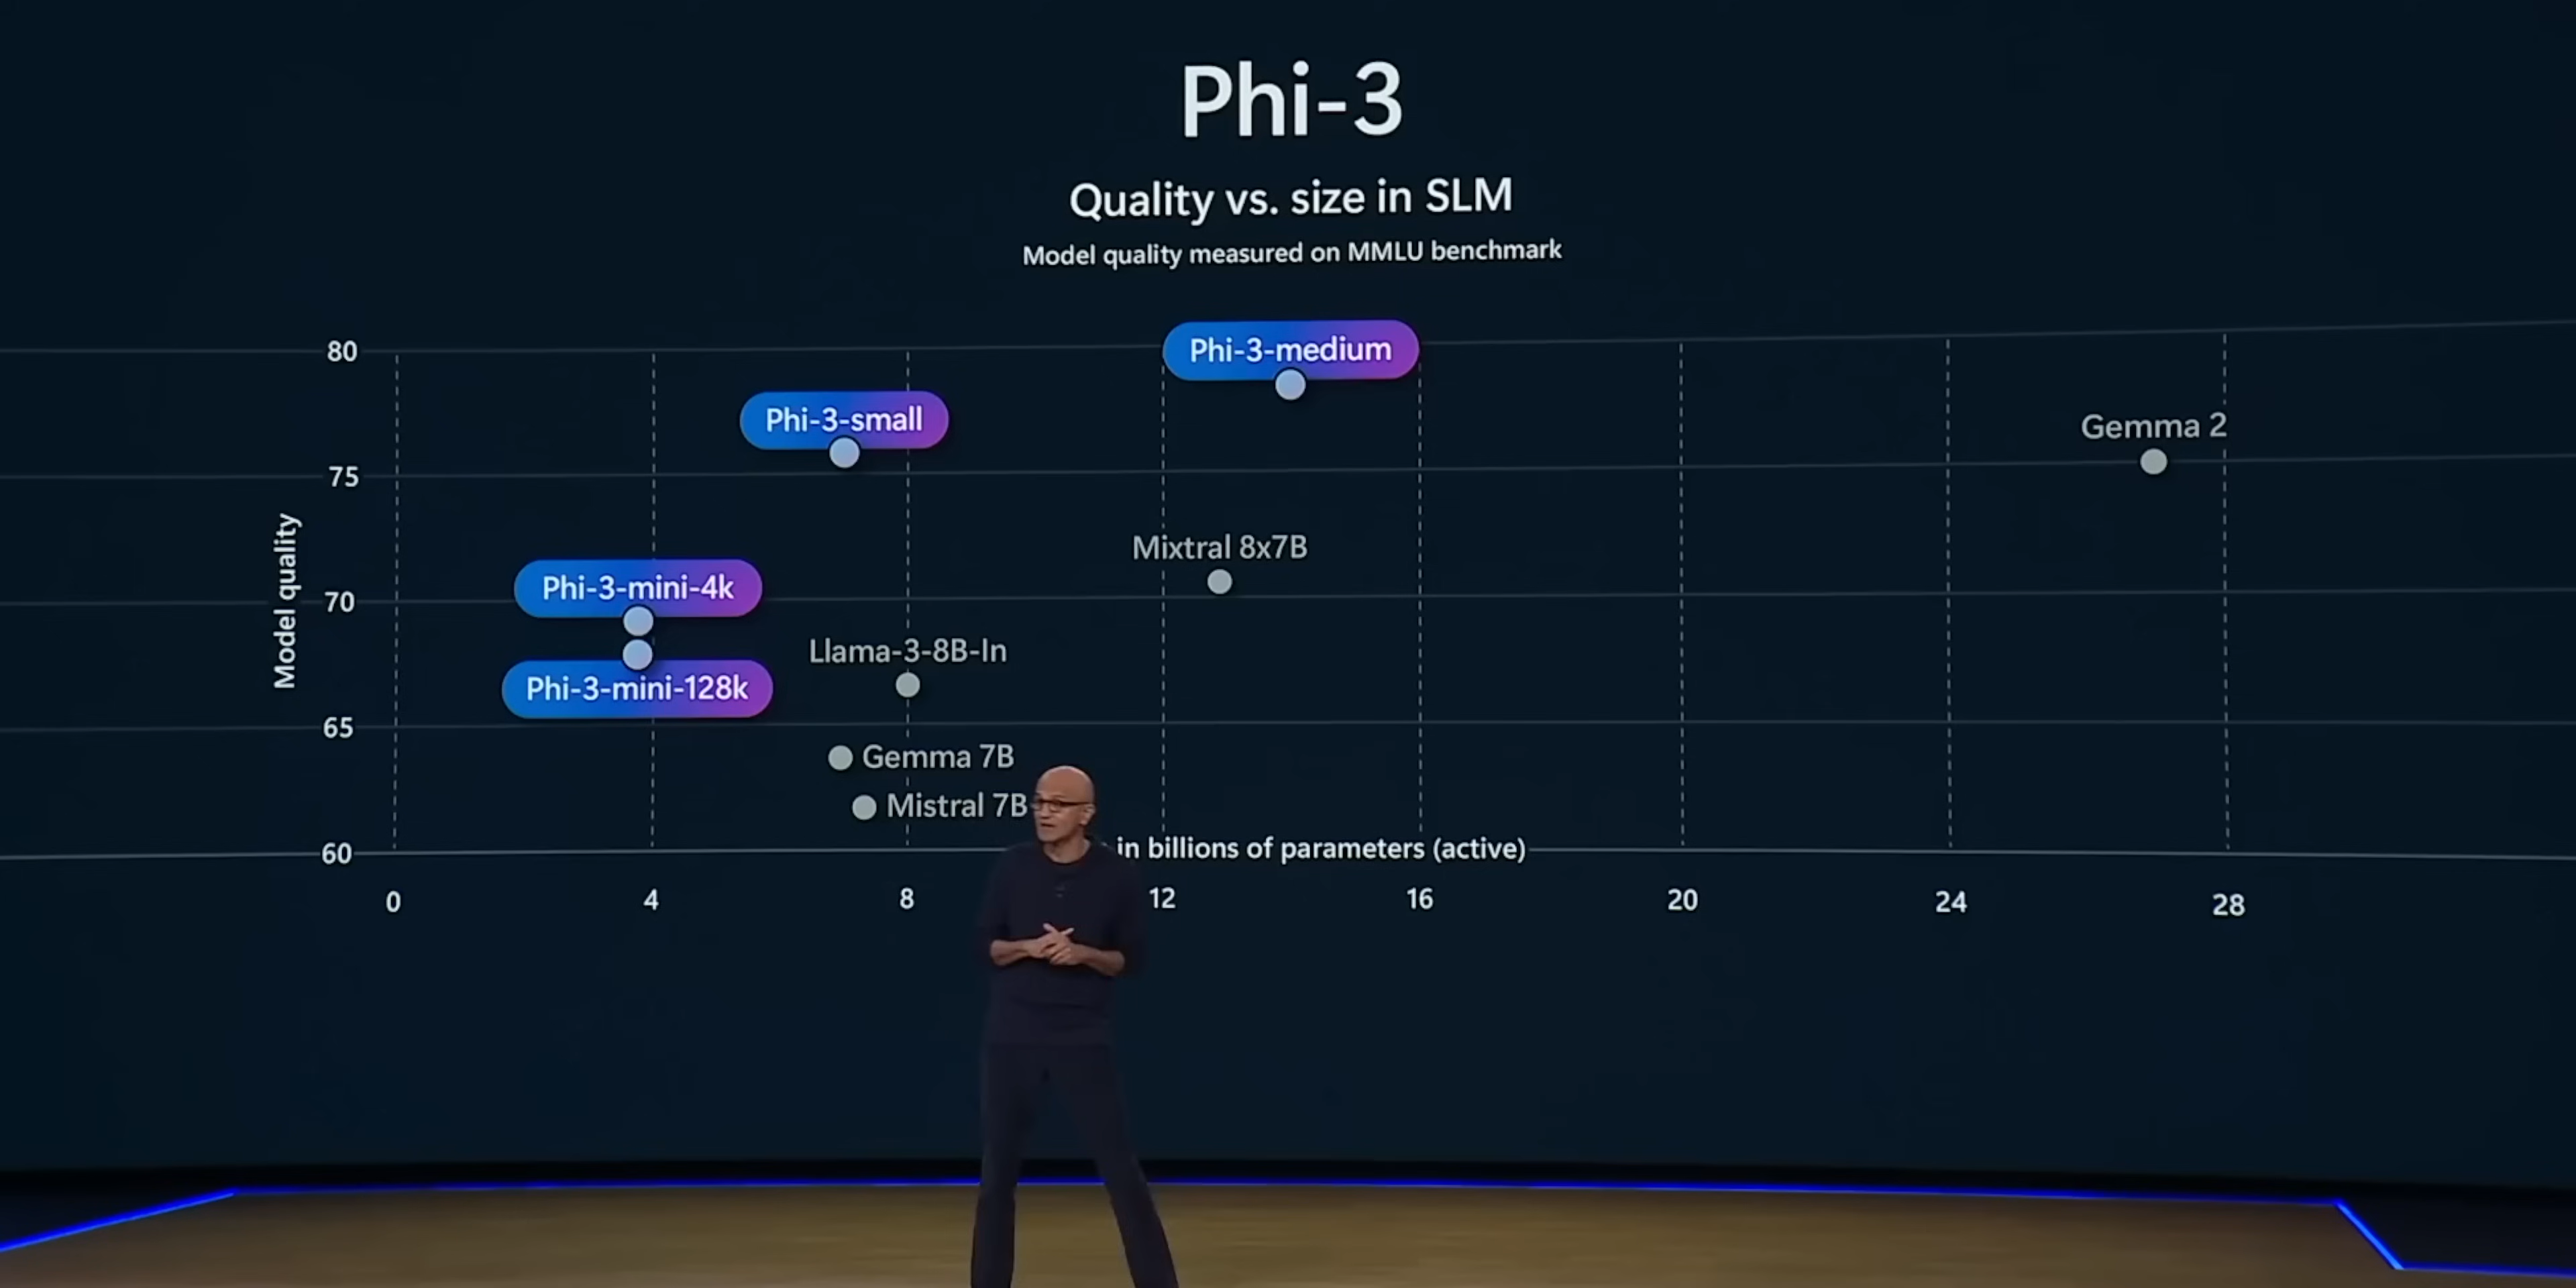 Phi-3
Quality vs. size in SLM
Model quality measured on MMLU benchmark
80
Phi-3-medium
Phi-3-small
Gemma 2
75
Mixtral 8x7B
Model quality
Phi-3-mini-4k
70
Llama-3-8B-In
Phi-3-mini-128k
65
Gemma 7B
Mistral 7B
60
in billions of parameters (active)
0 4 8 12 16 20 24 28